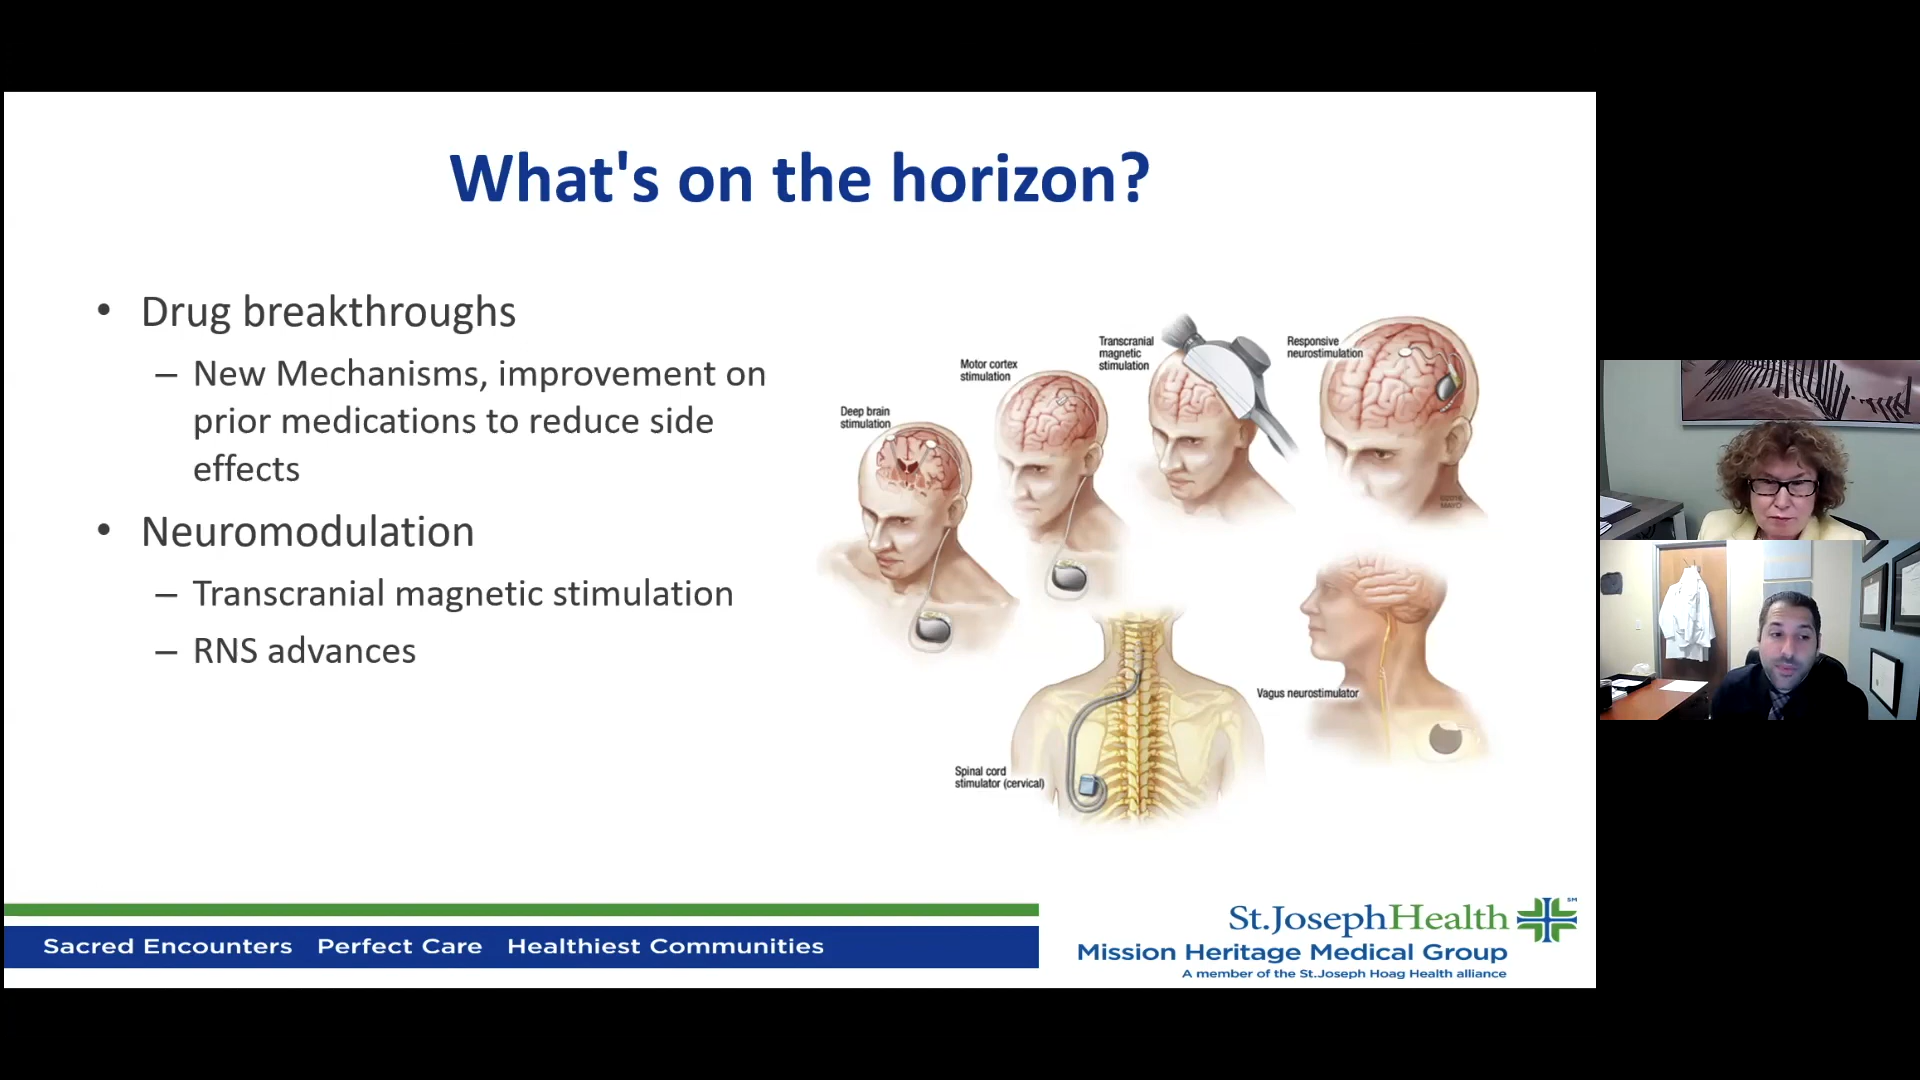 What's on the horizon?
• Drug breakthroughs
– New Mechanisms, improvement on
prior medications to reduce side
effects
• Neuromodulation
– Transcranial magnetic stimulation
– RNS advances
Deep brain
stimulation
Motor cortex
stimulation
Transcranial
magnetic
stimulation
Responsive
neurostimulation
Vagus neurostimulator
Spinal cord
stimulator (cervical)
Sacred Encounters Perfect Care Healthiest Communities
St.JosephHealth SM
Mission Heritage Medical Group
A member of the St.Joseph Hoag Health alliance